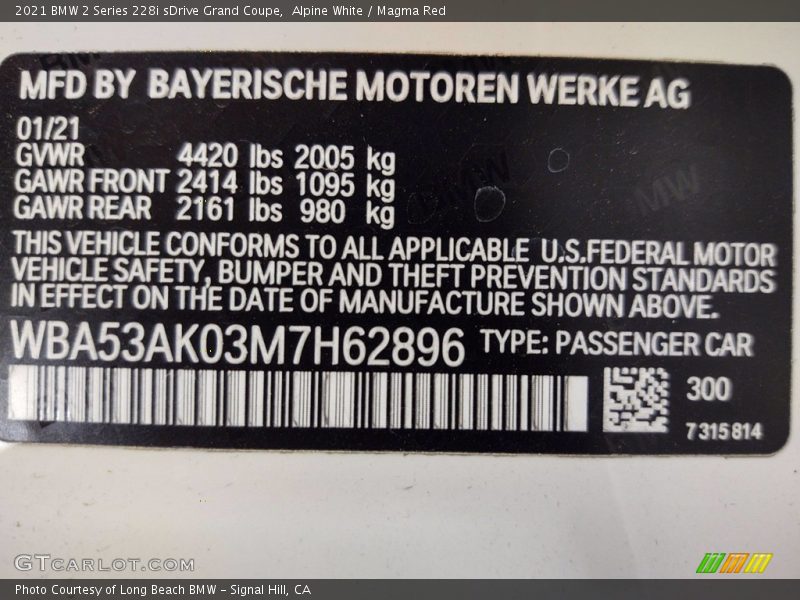 2021 BMW 2 Series 228i sDrive Grand Coupe, Alpine White / Magma Red
MFD BY BAYERISCHE MOTOREN WERKE AG
01/21
GVWR 4420 lbs 2005 kg
GAWR FRONT 2414 lbs 1095 kg
GAWR REAR 2161 lbs 980 kg
THIS VEHICLE CONFORMS TO ALL APPLICABLE U.S.FEDERAL MOTOR
VEHICLE SAFETY, BUMPER AND THEFT PREVENTION STANDARDS
IN EFFECT ON THE DATE OF MANUFACTURE SHOWN ABOVE.
WBA53AK03M7H62896 TYPE: PASSENGER CAR
300
7 315 814
GTCARLOT.COM
Photo Courtesy of Long Beach BMW – Signal Hill, CA